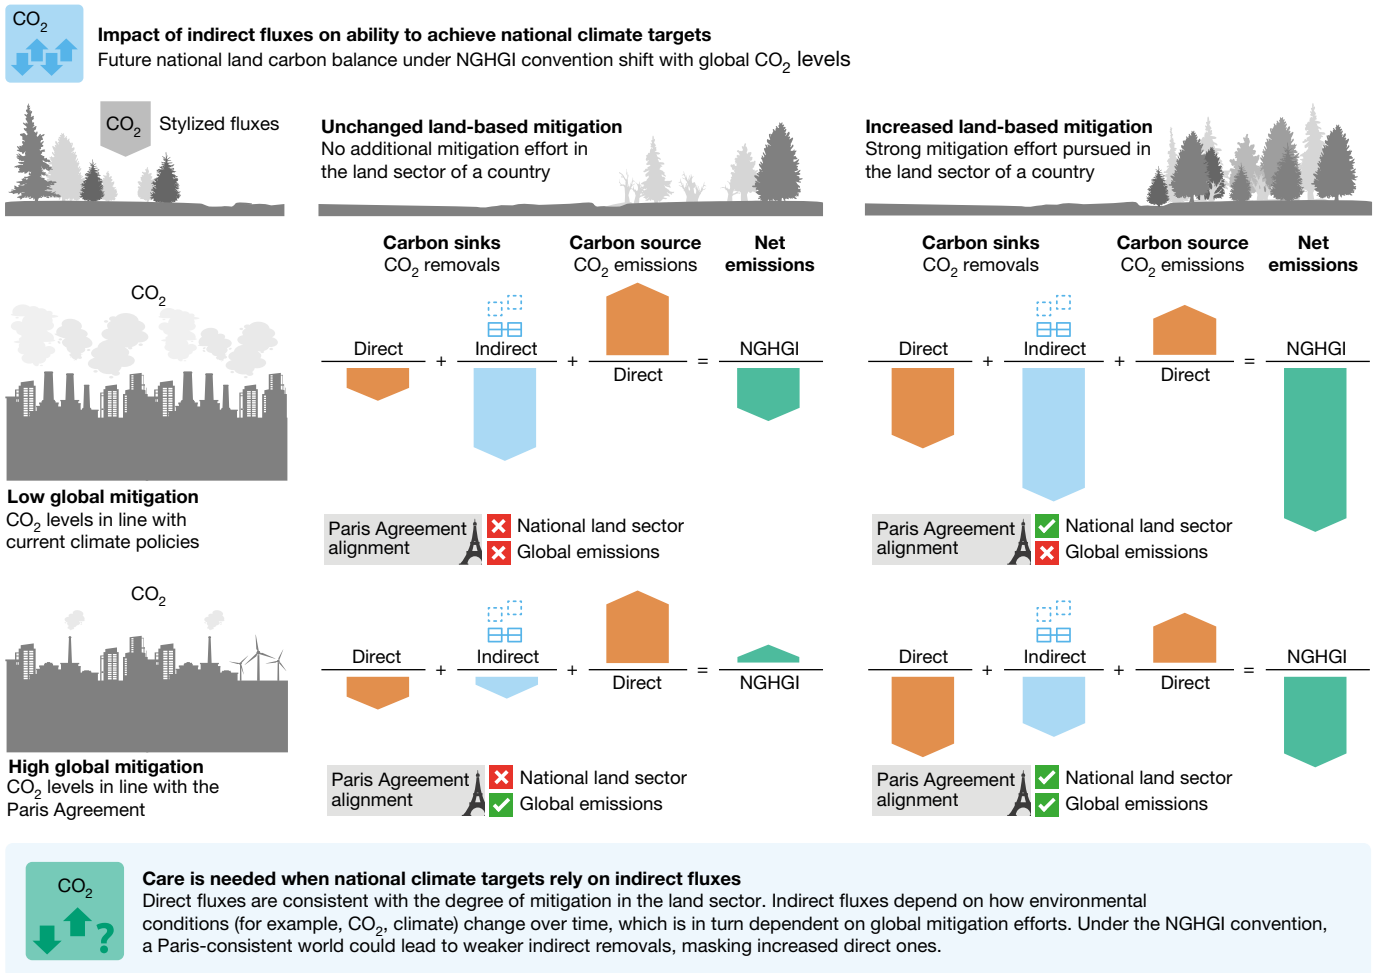 CO2
Impact of indirect fluxes on ability to achieve national climate targets
Future national land carbon balance under NGHGI convention shift with global CO2 levels
CO2
Stylized fluxes
Unchanged land-based mitigation
No additional mitigation effort in
the land sector of a country
Increased land-based mitigation
Strong mitigation effort pursued in
the land sector of a country
Carbon sinks
CO2 removals
Carbon source
CO2 emissions
Net
emissions
Carbon sinks
CO2 removals
Carbon source
CO2 emissions
Net
emissions
CO2
Low global mitigation
CO2 levels in line with
current climate policies
Direct + Indirect + Direct = NGHGI
Paris Agreement
alignment
National land sector
Global emissions
Direct + Indirect + Direct = NGHGI
Paris Agreement
alignment
National land sector
Global emissions
CO2
High global mitigation
CO2 levels in line with the
Paris Agreement
Direct + Indirect + Direct = NGHGI
Paris Agreement
alignment
National land sector
Global emissions
Direct + Indirect + Direct = NGHGI
Paris Agreement
alignment
National land sector
Global emissions
CO2
?
Care is needed when national climate targets rely on indirect fluxes
Direct fluxes are consistent with the degree of mitigation in the land sector. Indirect fluxes depend on how environmental
conditions (for example, CO2, climate) change over time, which is in turn dependent on global mitigation efforts. Under the NGHGI convention,
a Paris-consistent world could lead to weaker indirect removals, masking increased direct ones.